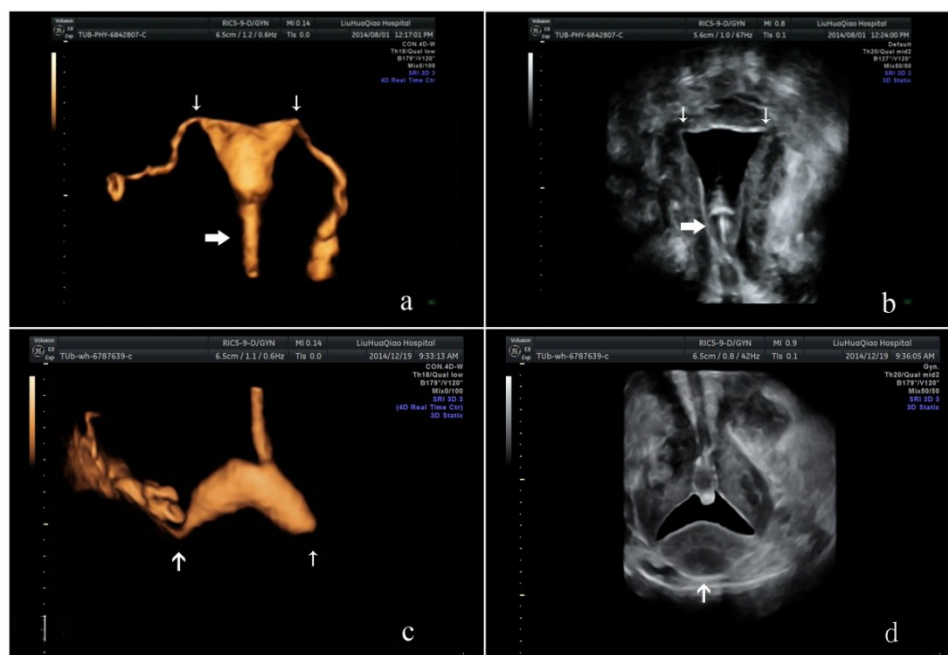 Voluson
E8
Exp
TUB-PHY-6842807-C
RIC5-9-D/GYN
6.5cm / 1.2 / 0.6Hz
MI 0.14
TIs 0.0
LiuHuaQiao Hospital
2014/08/01 12:17:01 PM
CON.4D-W
Th18/Qual low
B179°/V120°
Mix0/100
SRI 3D 3
4D Real Time Ctr
a
Voluson
E8
Exp
TUB-PHY-6842807-C
RIC5-9-D/GYN
5.6cm / 1.0 / 67Hz
MI 0.8
TIs 0.1
LiuHuaQiao Hospital
2014/08/01 12:24:00 PM
Default
Th20/Qual mid2
B127°/V120°
Mix50/50
SRI 3D 3
3D Static
b
Voluson
E8
Exp
TUb-wh-6787639-c
RIC5-9-D/GYN
6.5cm / 1.1 / 0.6Hz
MI 0.14
TIs 0.0
LiuHuaQiao Hospital
2014/12/19 9:33:13 AM
CON.4D-W
Th18/Qual low
B179°/V120°
Mix0/100
SRI 3D 3
(4D Real Time Ctr)
3D Static
c
Voluson
E8
Exp
TUb-wh-6787639-c
RIC5-9-D/GYN
6.5cm / 0.8 / 42Hz
MI 0.9
TIs 0.1
LiuHuaQiao Hospital
2014/12/19 9:36:05 AM
Gyn.
Th20/Qual mid2
B179°/V120°
Mix50/50
SRI 3D 3
3D Static
d